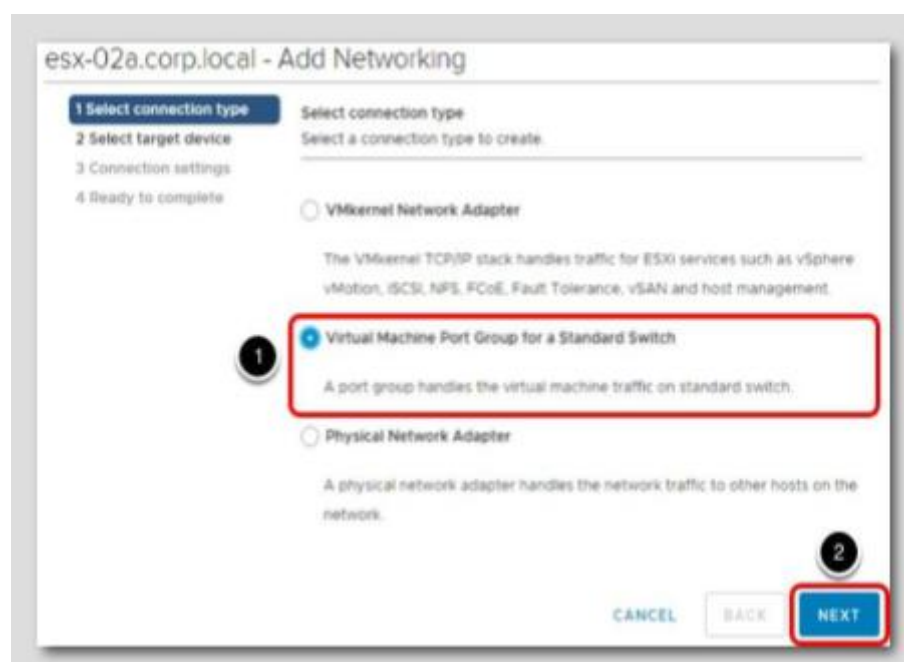 esx-02a.corp.local - Add Networking
1 Select connection type
2 Select target device
3 Connection settings
4 Ready to complete
Select connection type
Select a connection type to create.
VMkernel Network Adapter
The VMkernel TCP/IP stack handles traffic for ESXi services such as vSphere
vMotion, iSCSI, NFS, FCoE, Fault Tolerance, vSAN and host management.
1
Virtual Machine Port Group for a Standard Switch
A port group handles the virtual machine traffic on standard switch.
Physical Network Adapter
A physical network adapter handles the network traffic to other hosts on the
network.
2
CANCEL
BACK
NEXT